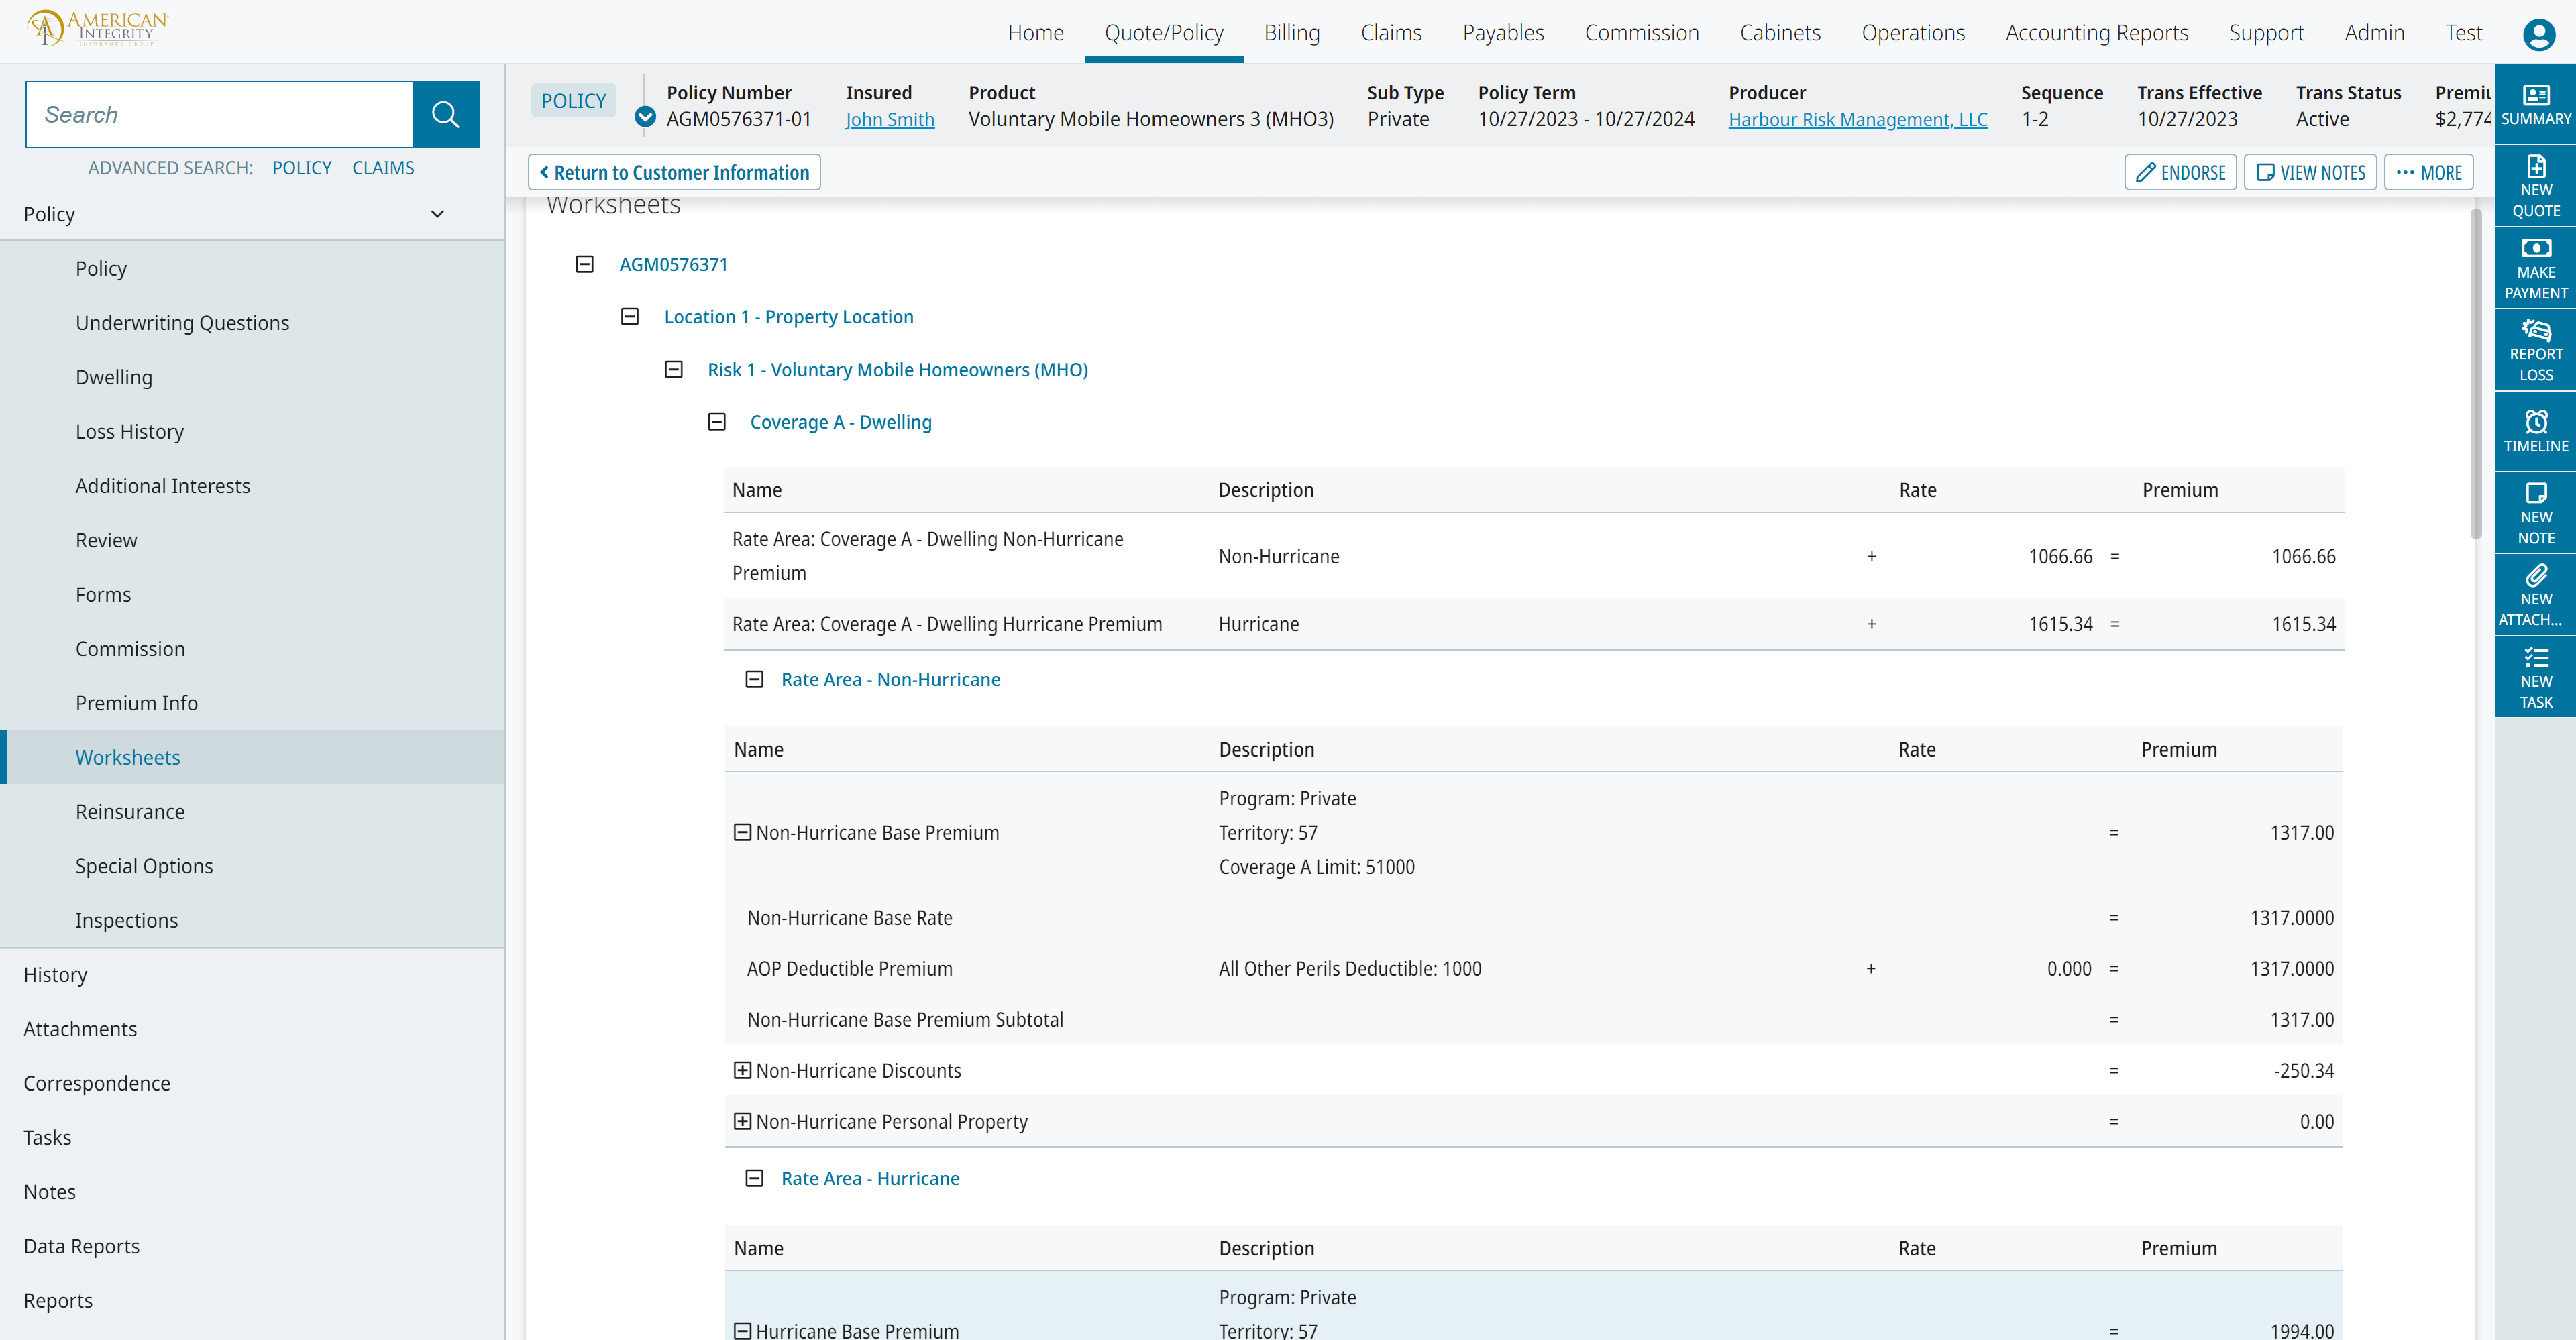 AMERICAN
INTEGRITY
INSURANCE GROUP
Home Quote/Policy Billing Claims Payables Commission Cabinets Operations Accounting Reports Support Admin Test
Search
ADVANCED SEARCH: POLICY CLAIMS
Policy
Policy
Underwriting Questions
Dwelling
Loss History
Additional Interests
Review
Forms
Commission
Premium Info
Worksheets
Reinsurance
Special Options
Inspections
History
Attachments
Correspondence
Tasks
Notes
Data Reports
Reports
POLICY
Policy Number Insured Product Sub Type Policy Term Producer Sequence Trans Effective Trans Status
AGM0576371-01 John Smith Voluntary Mobile Homeowners 3 (MHO3) Private 10/27/2023 - 10/27/2024 Harbour Risk Management, LLC 1-2 10/27/2023 Active $2,774
Return to Customer Information
ENDORSE VIEW NOTES ••• MORE
Worksheets
AGM0576371
Location 1 - Property Location
Risk 1 - Voluntary Mobile Homeowners (MHO)
Coverage A - Dwelling
Name Description Rate Premium
Rate Area: Coverage A - Dwelling Non-Hurricane
Premium
Non-Hurricane + 1066.66 = 1066.66
Rate Area: Coverage A - Dwelling Hurricane Premium Hurricane + 1615.34 = 1615.34
Rate Area - Non-Hurricane
Name Description Rate Premium
Program: Private
Non-Hurricane Base Premium Territory: 57 = 1317.00
Coverage A Limit: 51000
Non-Hurricane Base Rate = 1317.0000
AOP Deductible Premium All Other Perils Deductible: 1000 + 0.000 = 1317.0000
Non-Hurricane Base Premium Subtotal = 1317.00
Non-Hurricane Discounts = -250.34
Non-Hurricane Personal Property = 0.00
Rate Area - Hurricane
Name Description Rate Premium
Program: Private
Hurricane Base Premium Territory: 57 = 1994.00
SUMMARY
NEW
QUOTE
MAKE
PAYMENT
REPORT
LOSS
TIMELINE
NEW
NOTE
NEW
ATTACH...
NEW
TASK